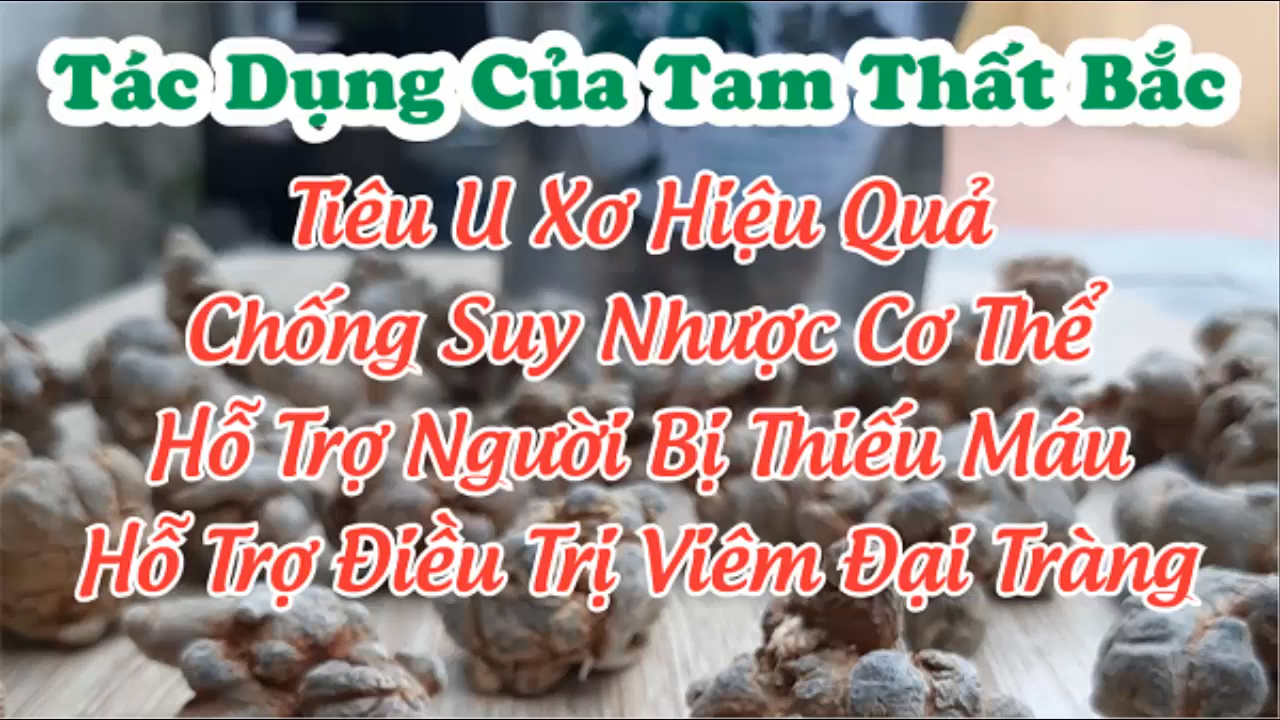 Tác Dụng Của Tam Thất Bắc
Tiêu U Xơ Hiệu Quả
Chống Suy Nhược Cơ Thể
Hỗ Trợ Người Bị Thiếu Máu
Hỗ Trợ Điều Trị Viêm Đại Tràng